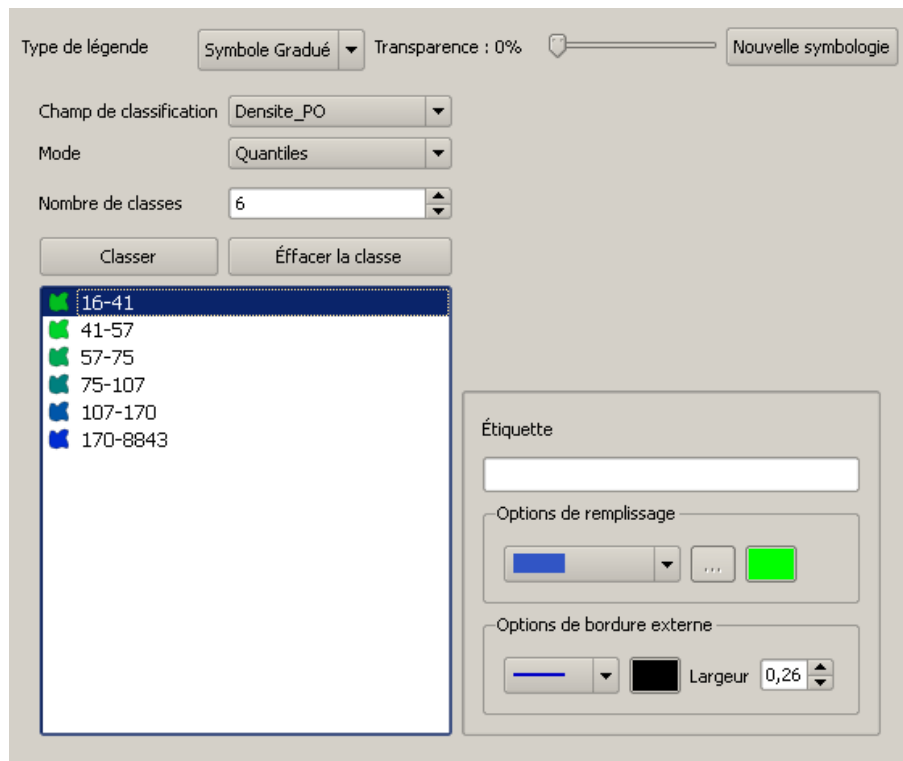 Type de légende Symbole Gradué Transparence : 0% Nouvelle symbologie
Champ de classification Densite_PO
Mode Quantiles
Nombre de classes 6
Classer Éffacer la classe
16-41
41-57
57-75
75-107
107-170
170-8843
Étiquette
Options de remplissage
...
Options de bordure externe
Largeur 0,26